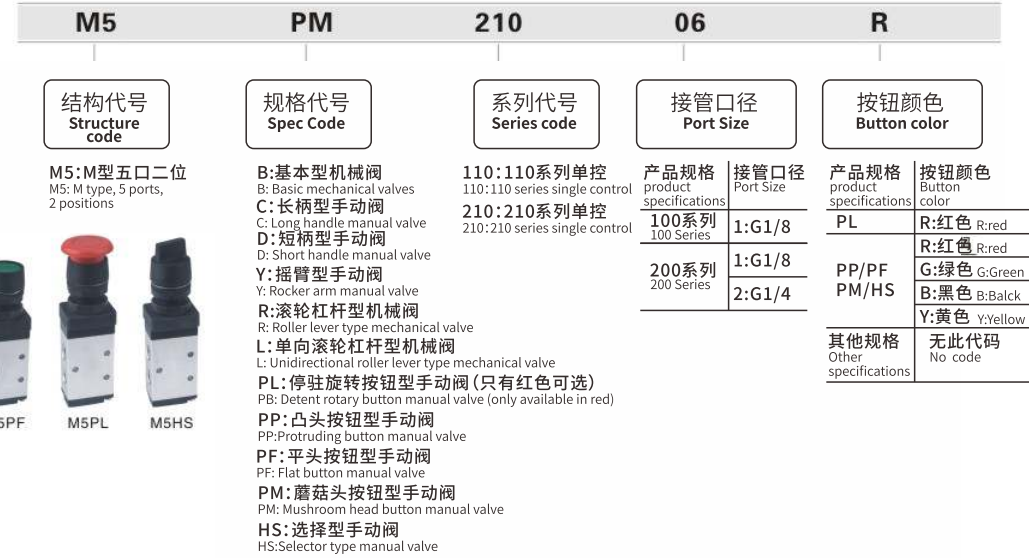 M5 PM 210 06 R
结构代号
Structure
code
规格代号
Spec Code
系列代号
Series code
接管口径
Port Size
按钮颜色
Button color
M5：M型五口二位
M5: M type, 5 ports,
2 positions
B:基本型机械阀
B: Basic mechanical valves
C：长柄型手动阀
C: Long handle manual valve
D：短柄型手动阀
D: Short handle manual valve
Y：摇臂型手动阀
Y: Rocker arm manual valve
R:滚轮杠杆型机械阀
R: Roller lever type mechanical valve
L：单向滚轮杠杆型机械阀
L: Unidirectional roller lever type mechanical valve
PL：停驻旋转按钮型手动阀（只有红色可选）
PB: Detent rotary button manual valve (only available in red)
PP：凸头按钮型手动阀
PP:Protruding button manual valve
PF：平头按钮型手动阀
PF: Flat button manual valve
PM：蘑菇头按钮型手动阀
PM: Mushroom head button manual valve
HS：选择型手动阀
HS:Selector type manual valve
110：110系列单控
110:110 series single control
210：210系列单控
210:210 series single control
产品规格 接管口径
product Port Size
specifications
100系列 1:G1/8
100 Series
200系列 1:G1/8
200 Series 2:G1/4
产品规格 按钮颜色
product Button
specifications color
PL R:红色 R:red
PP/PF
PM/HS
R:红色 R:red
G:绿色 G:Green
B:黑色 B:Balck
Y:黄色 Y:Yellow
其他规格 无此代码
Other No code
specifications
5PF M5PL M5HS